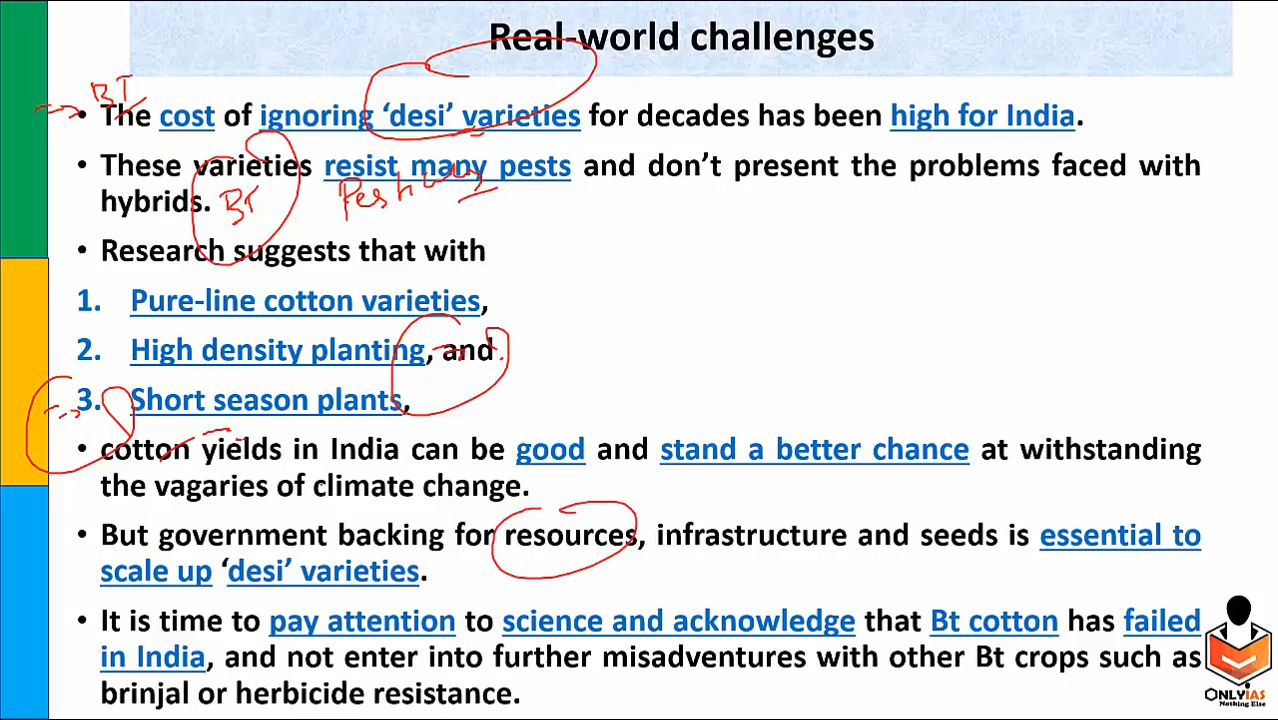 Real-world challenges
BT
• The cost of ignoring ‘desi’ varieties for decades has been high for India.
• These varieties resist many pests and don’t present the problems faced with
hybrids.
BT
• Research suggests that with
1. Pure-line cotton varieties,
2. High density planting, and
3. Short season plants,
• cotton yields in India can be good and stand a better chance at withstanding
the vagaries of climate change.
• But government backing for resources, infrastructure and seeds is essential to
scale up ‘desi’ varieties.
• It is time to pay attention to science and acknowledge that Bt cotton has failed
in India, and not enter into further misadventures with other Bt crops such as
brinjal or herbicide resistance.
ONLYIAS
Nothing Else